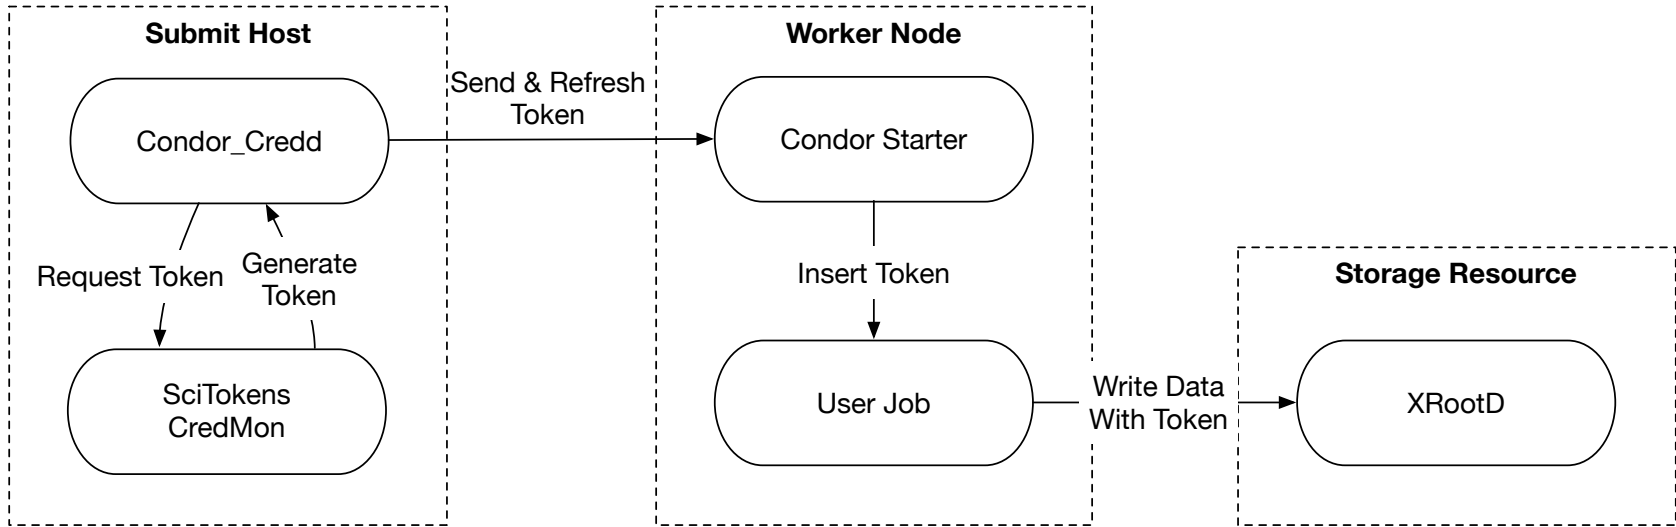 Submit Host
Condor_Credd
Request Token
Generate
Token
SciTokens
CredMon
Send & Refresh
Token
Worker Node
Condor Starter
Insert Token
User Job
Write Data
With Token
Storage Resource
XRootD